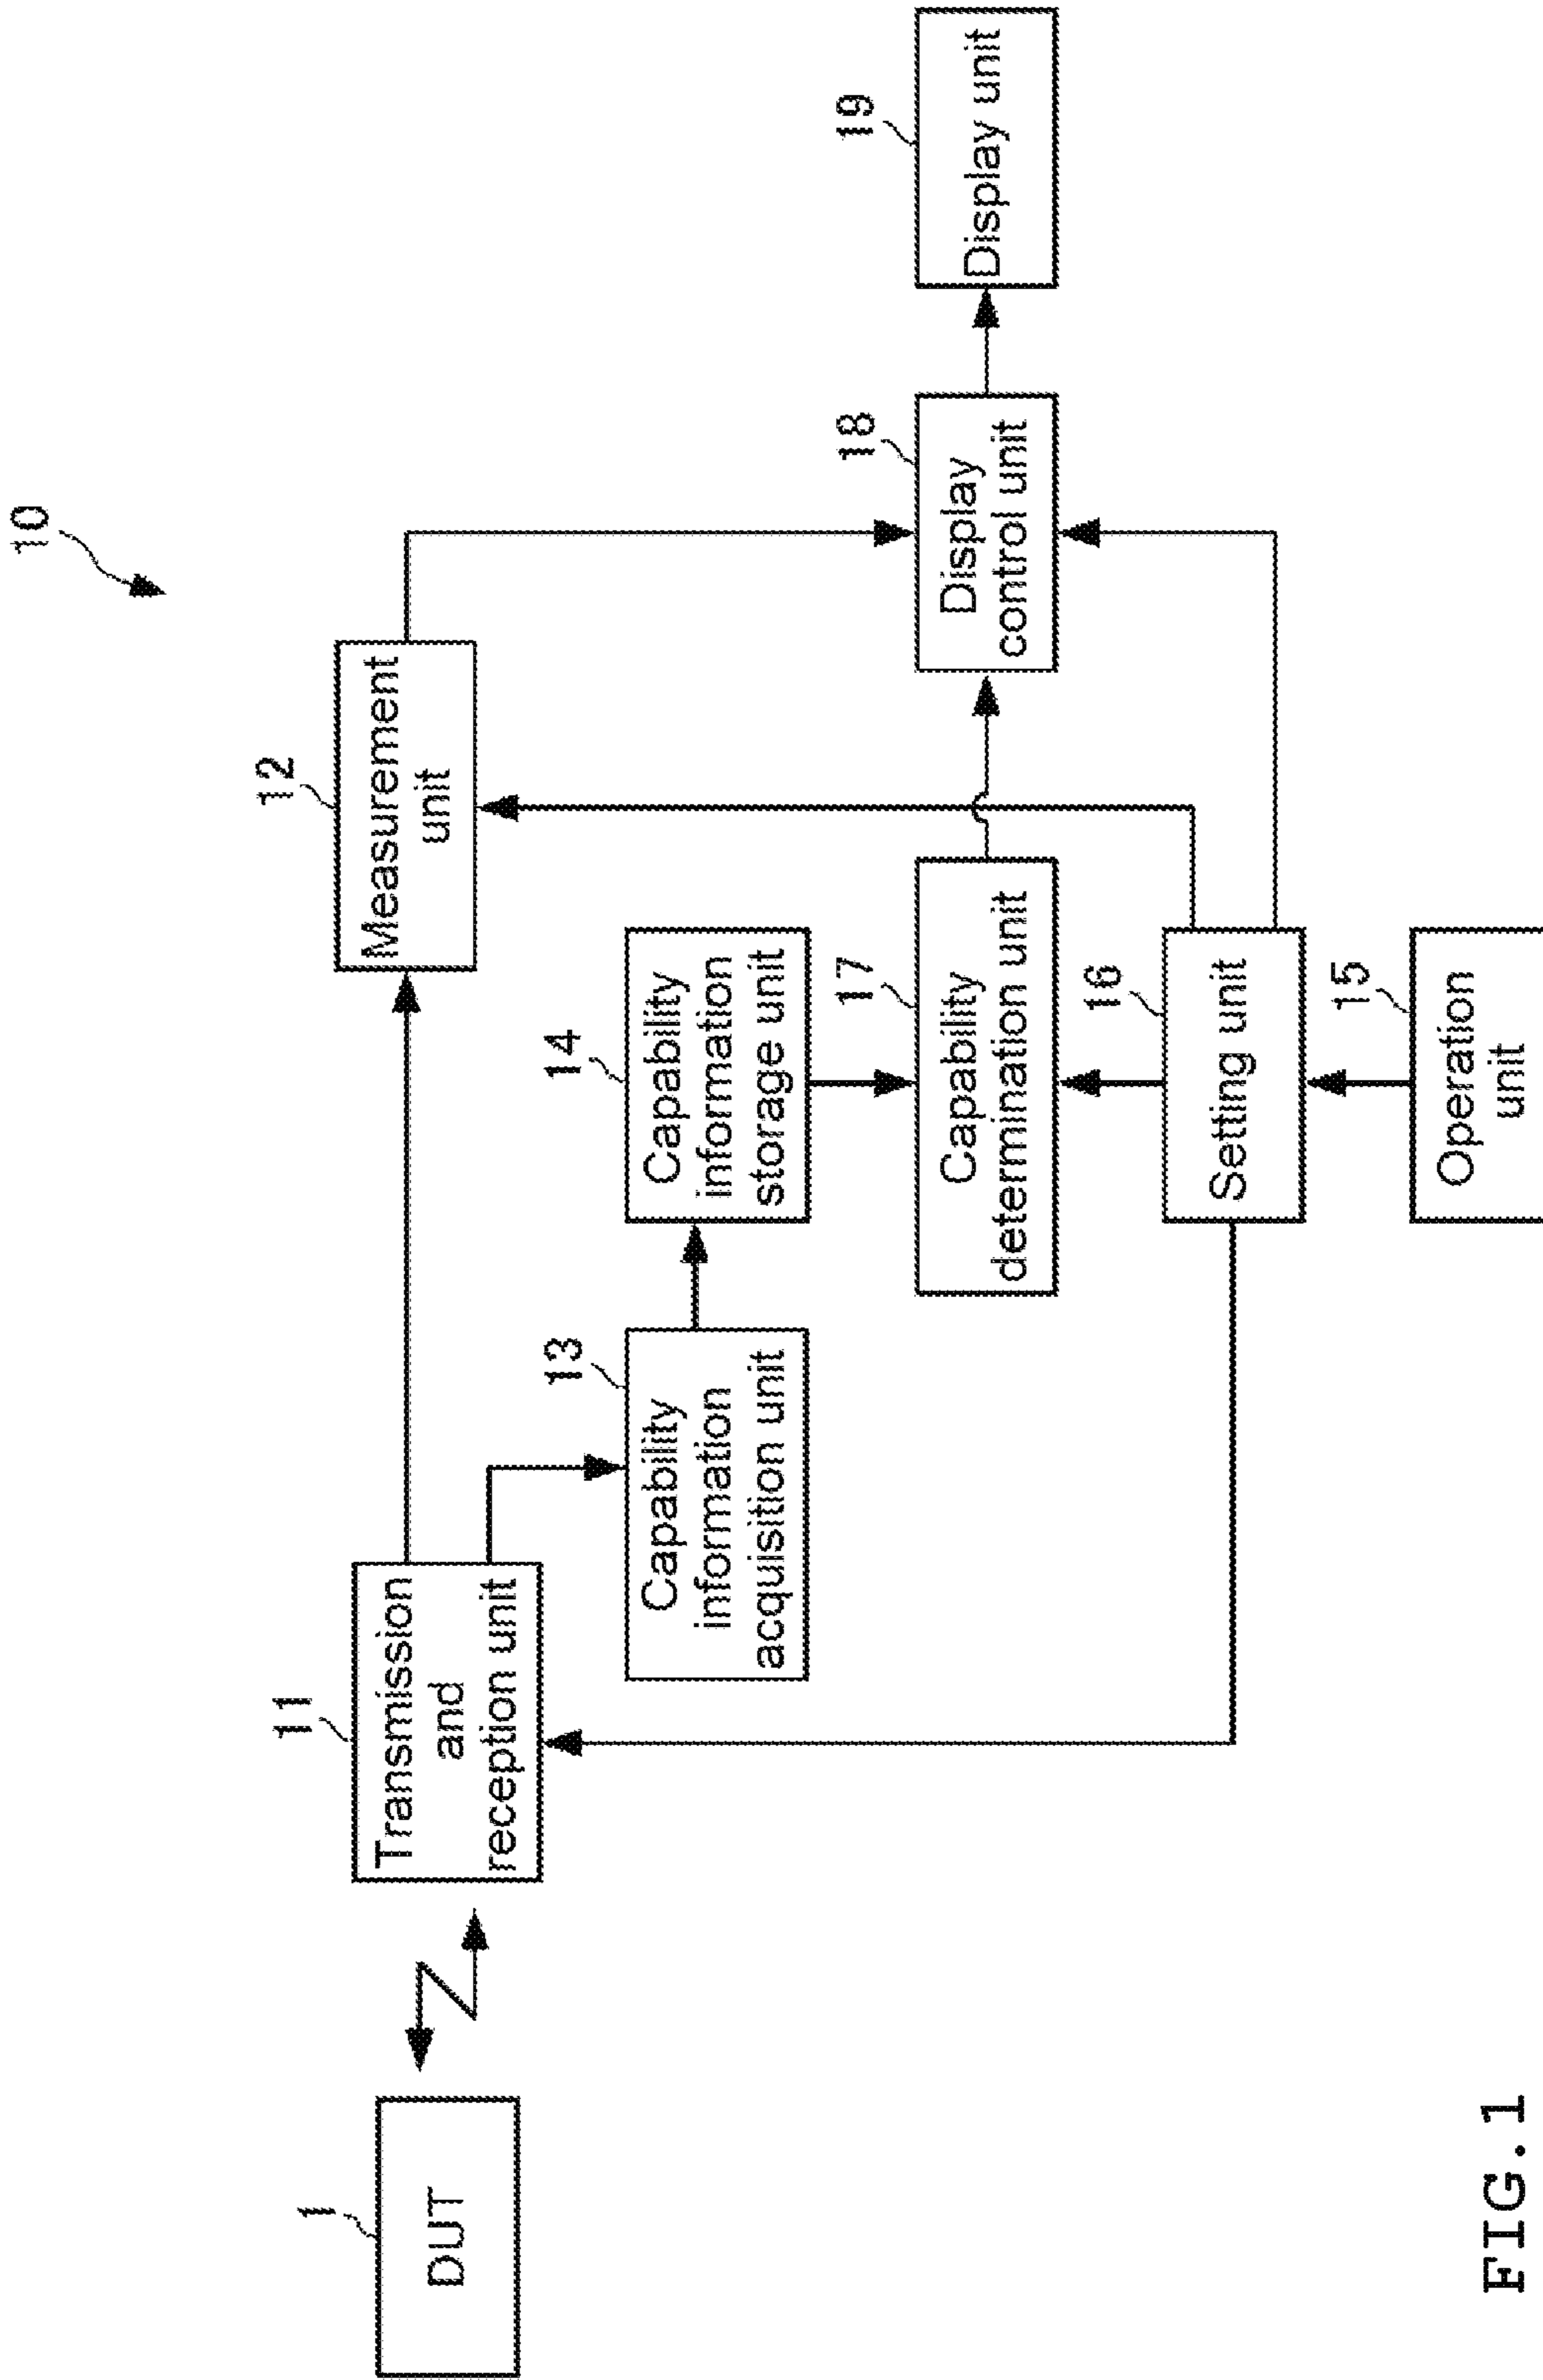 10
1
DUT
11
Transmission
and
reception unit
12
Measurement
unit
13
Capability
information
acquisition unit
14
Capability
information
storage unit
17
Capability
determination unit
18
Display
control unit
19
Display unit
16
Setting unit
15
Operation
unit
FIG.1